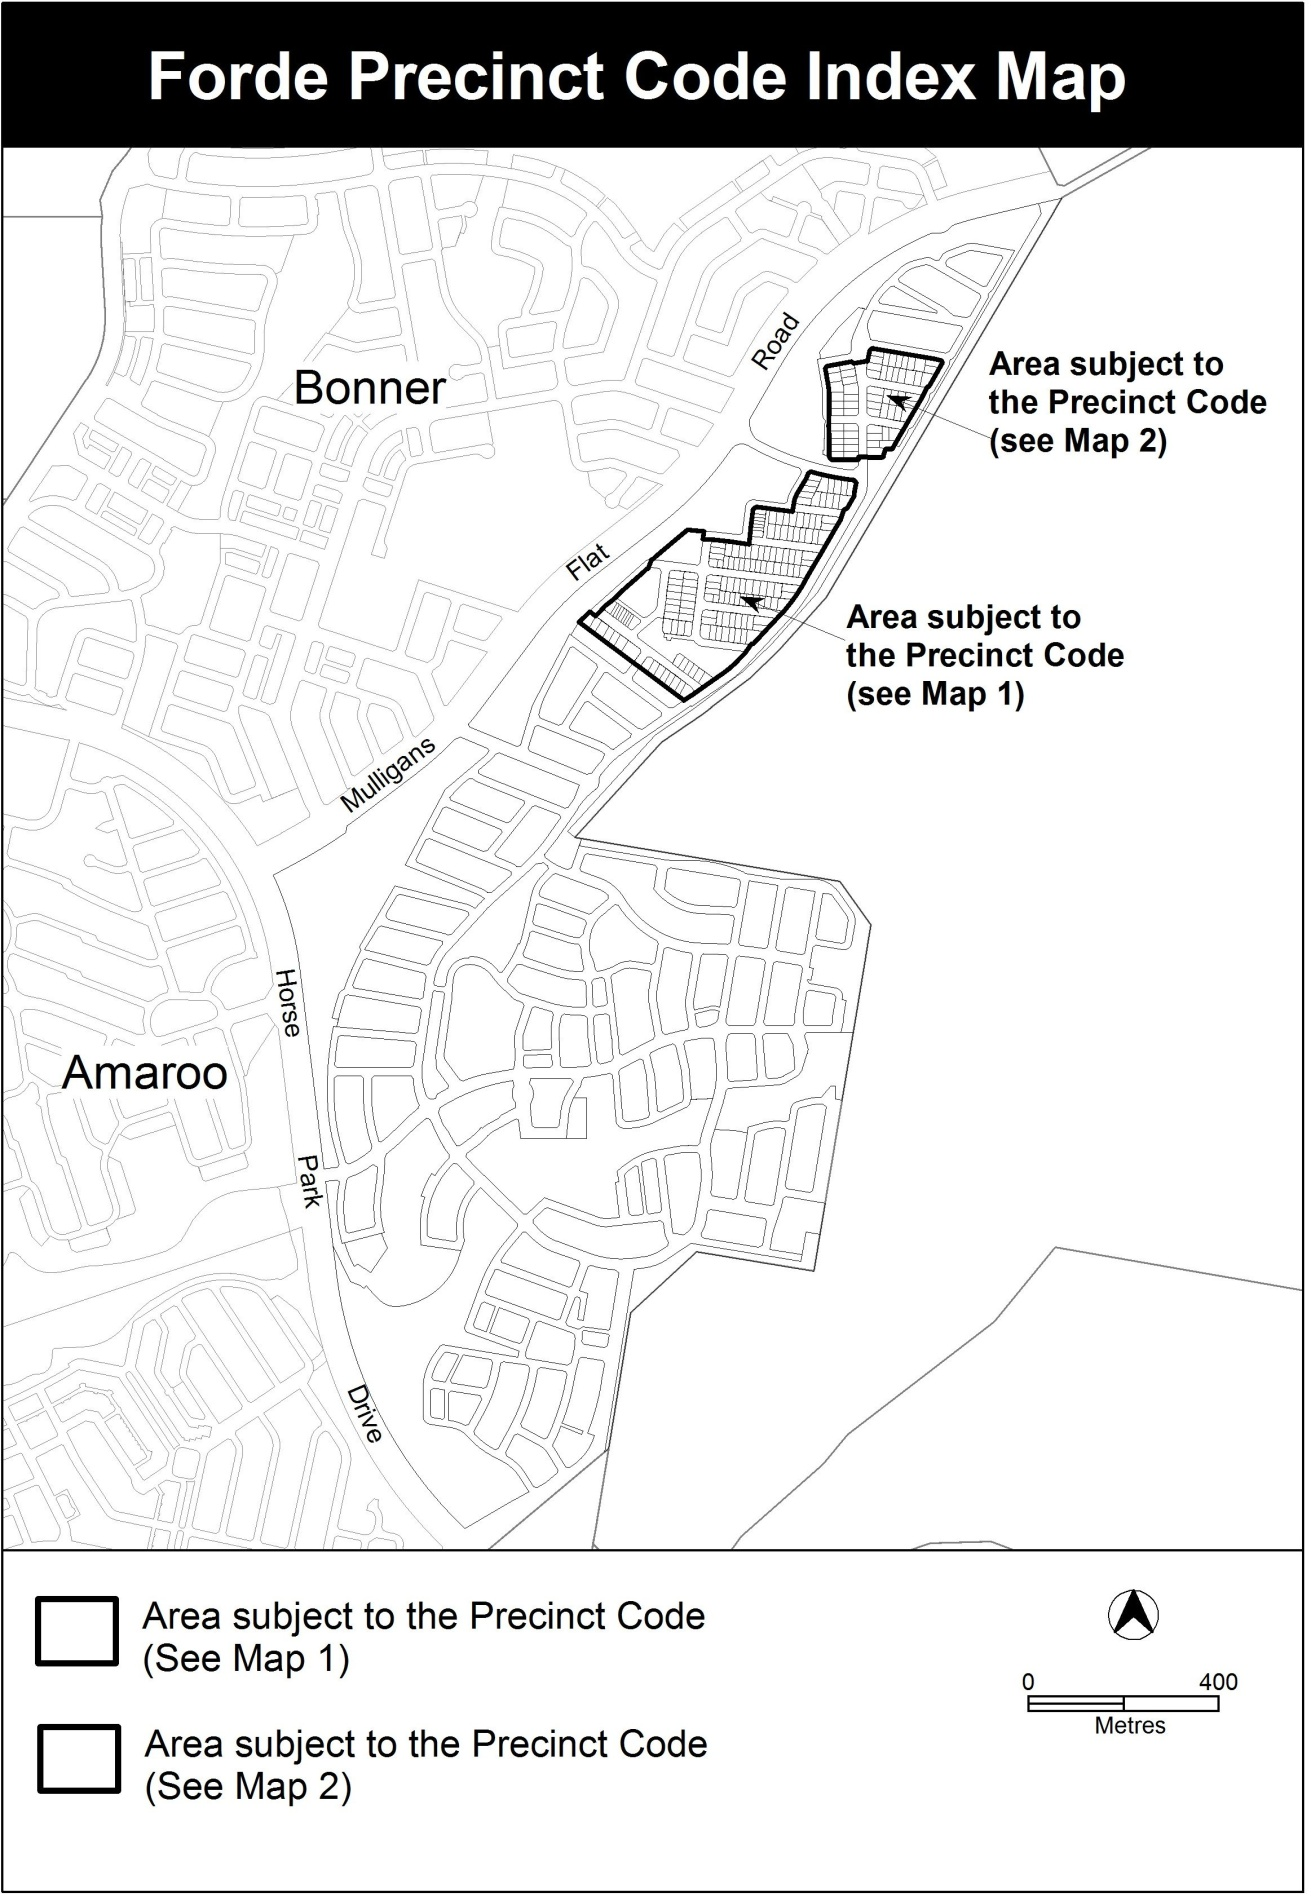 Forde Precinct Code Index Map
Road
Area subject to
the Precinct Code
(see Map 2)
Bonner
Flat
Area subject to
the Precinct Code
(see Map 1)
Mulligans
Horse
Amaroo
Park
Drive
Area subject to the Precinct Code
(See Map 1)
Area subject to the Precinct Code
(See Map 2)
0 400
Metres